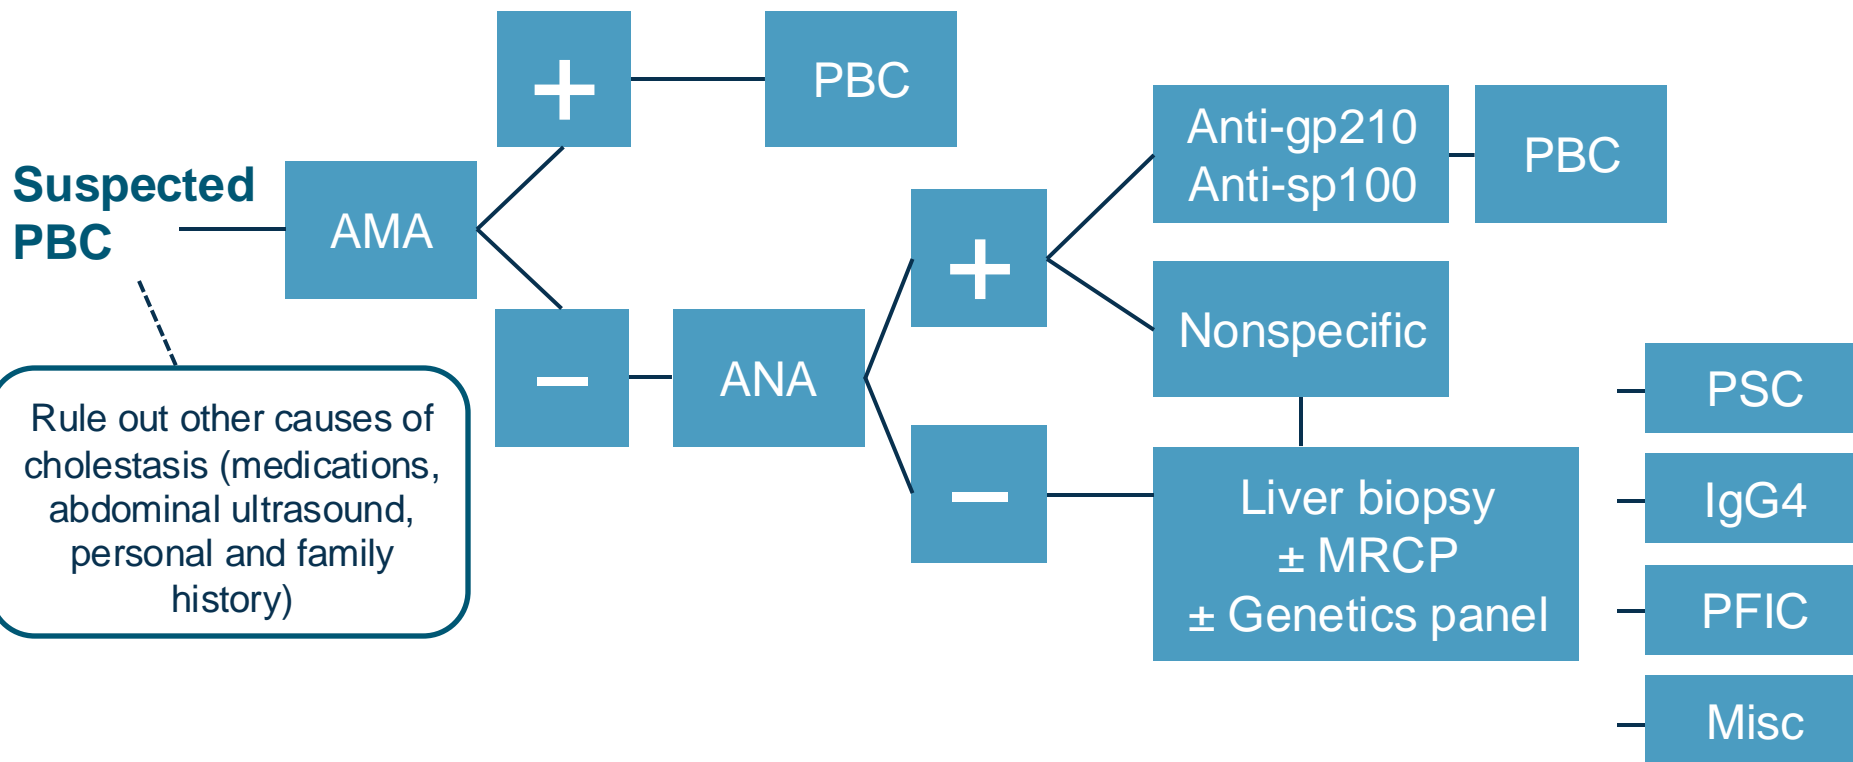 Suspected
PBC
Rule out other causes of
cholestasis (medications,
abdominal ultrasound,
personal and family
history)
AMA
+
PBC
−
ANA
+
Anti-gp210
Anti-sp100
PBC
Nonspecific
−
Liver biopsy
± MRCP
± Genetics panel
PSC
IgG4
PFIC
Misc